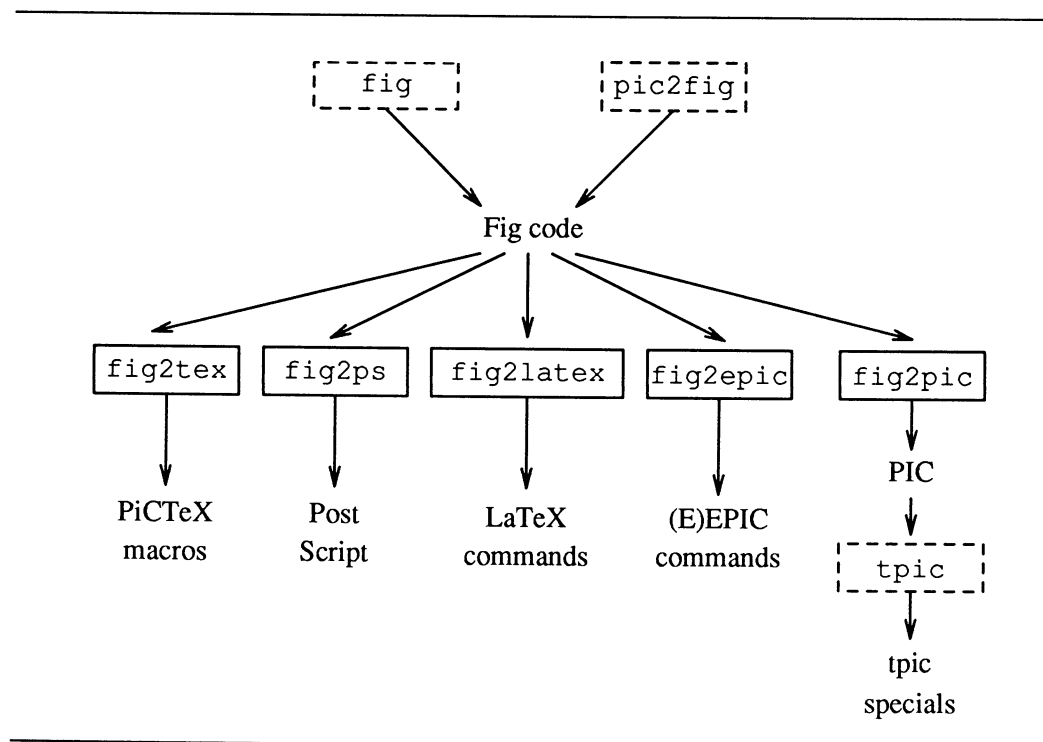 fig
pic2fig
Fig code
fig2tex
fig2ps
fig2latex
fig2epic
fig2pic
PiCTeX
macros
Post
Script
LaTeX
commands
(E)EPIC
commands
PIC
tpic
tpic
specials